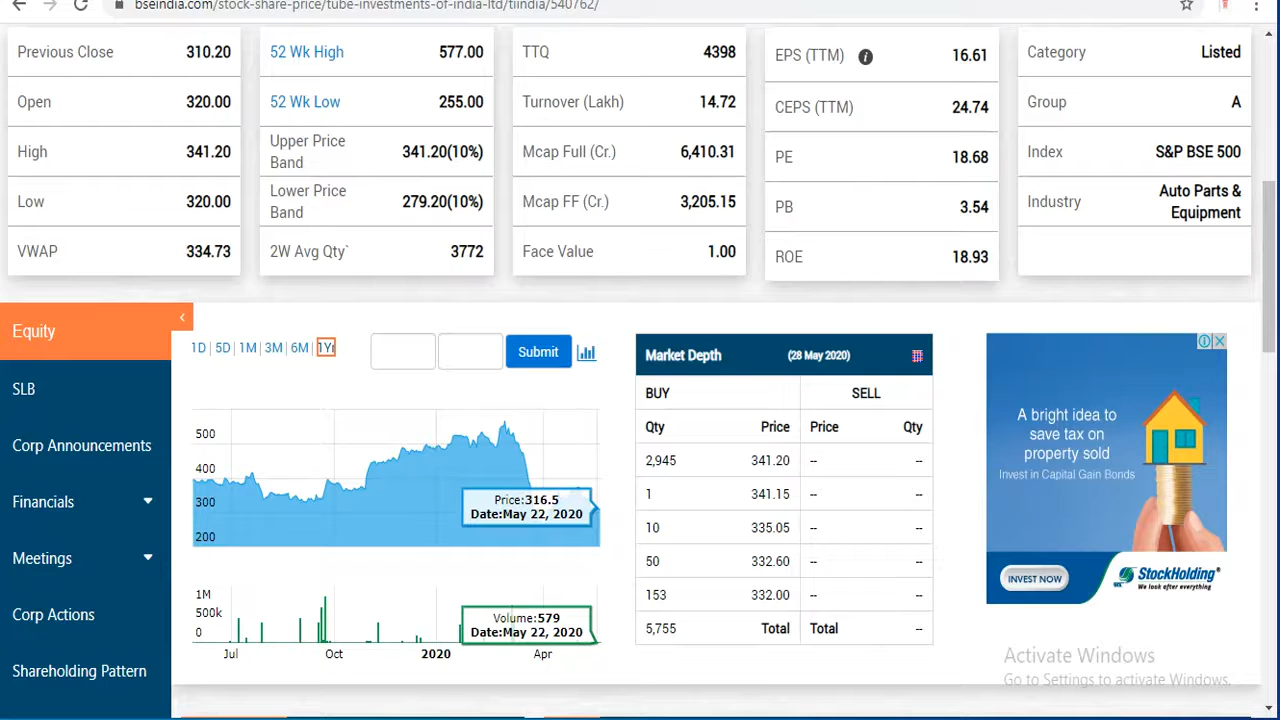 bseindia.com/stock-share-price/tube-investments-of-india-ltd/tiindia/540762/
Previous Close 310.20
Open 320.00
High 341.20
Low 320.00
VWAP 334.73
52 Wk High 577.00
52 Wk Low 255.00
Upper Price
Band 341.20(10%)
Lower Price
Band 279.20(10%)
2W Avg Qty` 3772
TTQ 4398
Turnover (Lakh) 14.72
Mcap Full (Cr.) 6,410.31
Mcap FF (Cr.) 3,205.15
Face Value 1.00
EPS (TTM) i 16.61
CEPS (TTM) 24.74
PE 18.68
PB 3.54
ROE 18.93
Category Listed
Group A
Index S&P BSE 500
Industry Auto Parts &
Equipment
Equity
SLB
Corp Announcements
Financials
Meetings
Corp Actions
Shareholding Pattern
1D | 5D | 1M | 3M | 6M | 1Yr
Submit
500
400
300
200
Price:316.5
Date:May 22, 2020
1M
500k
0
Volume:579
Date:May 22, 2020
Jul Oct 2020 Apr
Market Depth (28 May 2020)
BUY SELL
Qty Price Price Qty
2,945 341.20 -- --
1 341.15 -- --
10 335.05 -- --
50 332.60 -- --
153 332.00 -- --
5,755 Total Total --
A bright idea to
save tax on
property sold
Invest in Capital Gain Bonds
INVEST NOW
StockHolding®
We look after everything
Activate Windows
Go to Settings to activate Windows.